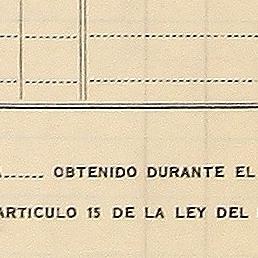 ..... OBTENIDO DURANTE EL
ARTICULO 15 DE LA LEY DEL